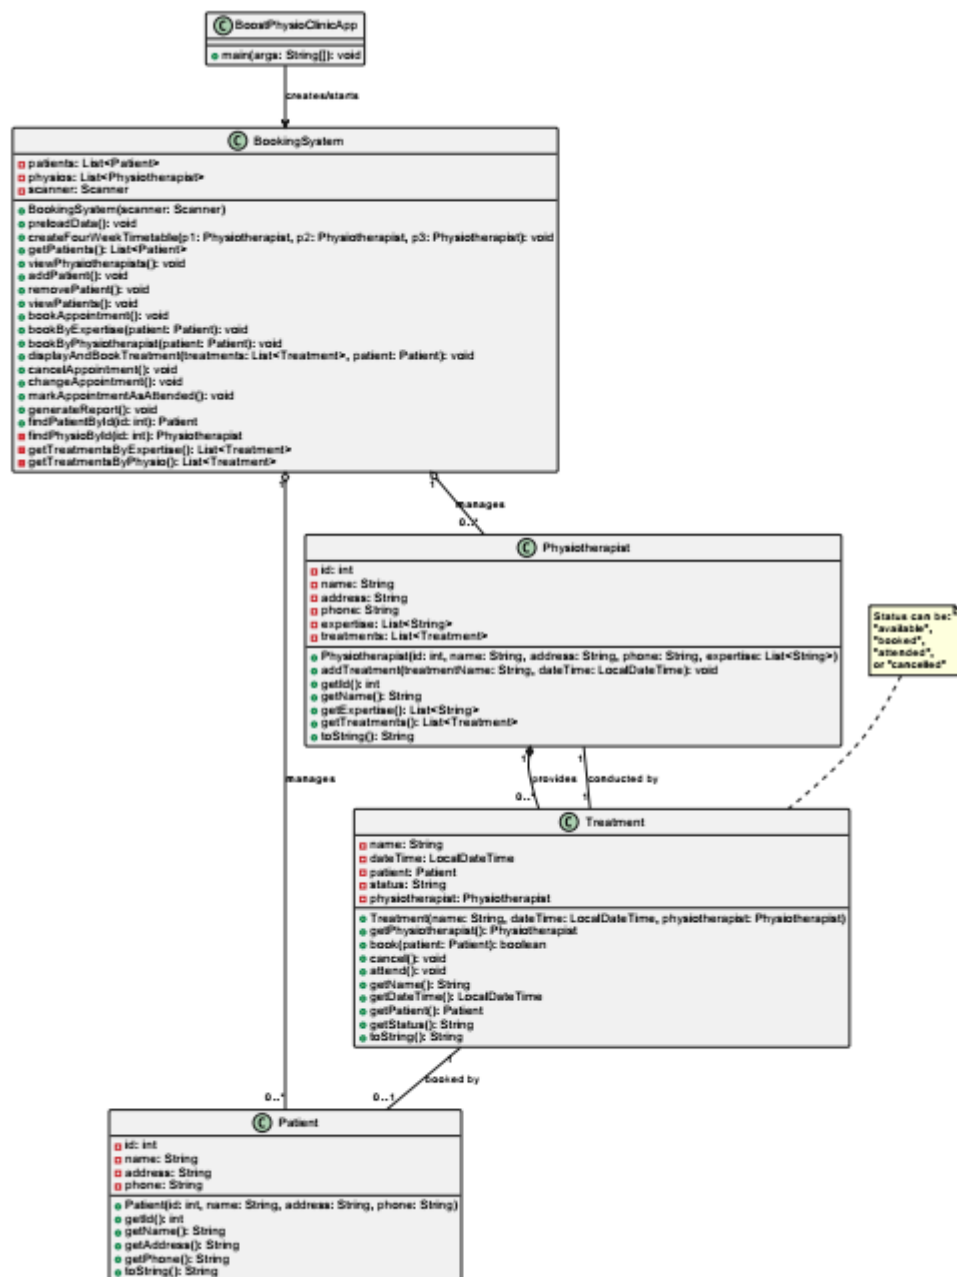 C BoostPhysioClinicApp
main(args: String[]): void
creates/starts
C BookingSystem
patients: List<Patient>
physios: List<Physiotherapist>
scanner: Scanner
BookingSystem(scanner: Scanner)
preloadData(): void
createFourWeekTimetable(p1: Physiotherapist, p2: Physiotherapist, p3: Physiotherapist): void
getPatients(): List<Patient>
viewPhysiotherapists(): void
addPatient(): void
removePatient(): void
viewPatients(): void
bookAppointment(): void
bookByExpertise(patient: Patient): void
bookByPhysiotherapist(patient: Patient): void
displayAndBookTreatment(treatments: List<Treatment>, patient: Patient): void
cancelAppointment(): void
changeAppointment(): void
markAppointmentAsAttended(): void
generateReport(): void
findPatientById(id: int): Patient
findPhysioById(id: int): Physiotherapist
getTreatmentsByExpertise(): List<Treatment>
getTreatmentsByPhysio(): List<Treatment>
1
1
manages
0..*
C Physiotherapist
id: int
name: String
address: String
phone: String
expertise: List<String>
treatments: List<Treatment>
Physiotherapist(id: int, name: String, address: String, phone: String, expertise: List<String>)
addTreatment(treatmentName: String, dateTime: LocalDateTime): void
getId(): int
getName(): String
getExpertise(): List<String>
getTreatments(): List<Treatment>
toString(): String
Status can be:
"available",
"booked",
"attended",
or "cancelled"
1
1
manages
provides
conducted by
0..*
1
C Treatment
name: String
dateTime: LocalDateTime
patient: Patient
status: String
physiotherapist: Physiotherapist
Treatment(name: String, dateTime: LocalDateTime, physiotherapist: Physiotherapist)
getPhysiotherapist(): Physiotherapist
book(patient: Patient): boolean
cancel(): void
attend(): void
getName(): String
getDateTime(): LocalDateTime
getPatient(): Patient
getStatus(): String
toString(): String
1
booked by
0..*
0..1
C Patient
id: int
name: String
address: String
phone: String
Patient(id: int, name: String, address: String, phone: String)
getId(): int
getName(): String
getAddress(): String
getPhone(): String
toString(): String